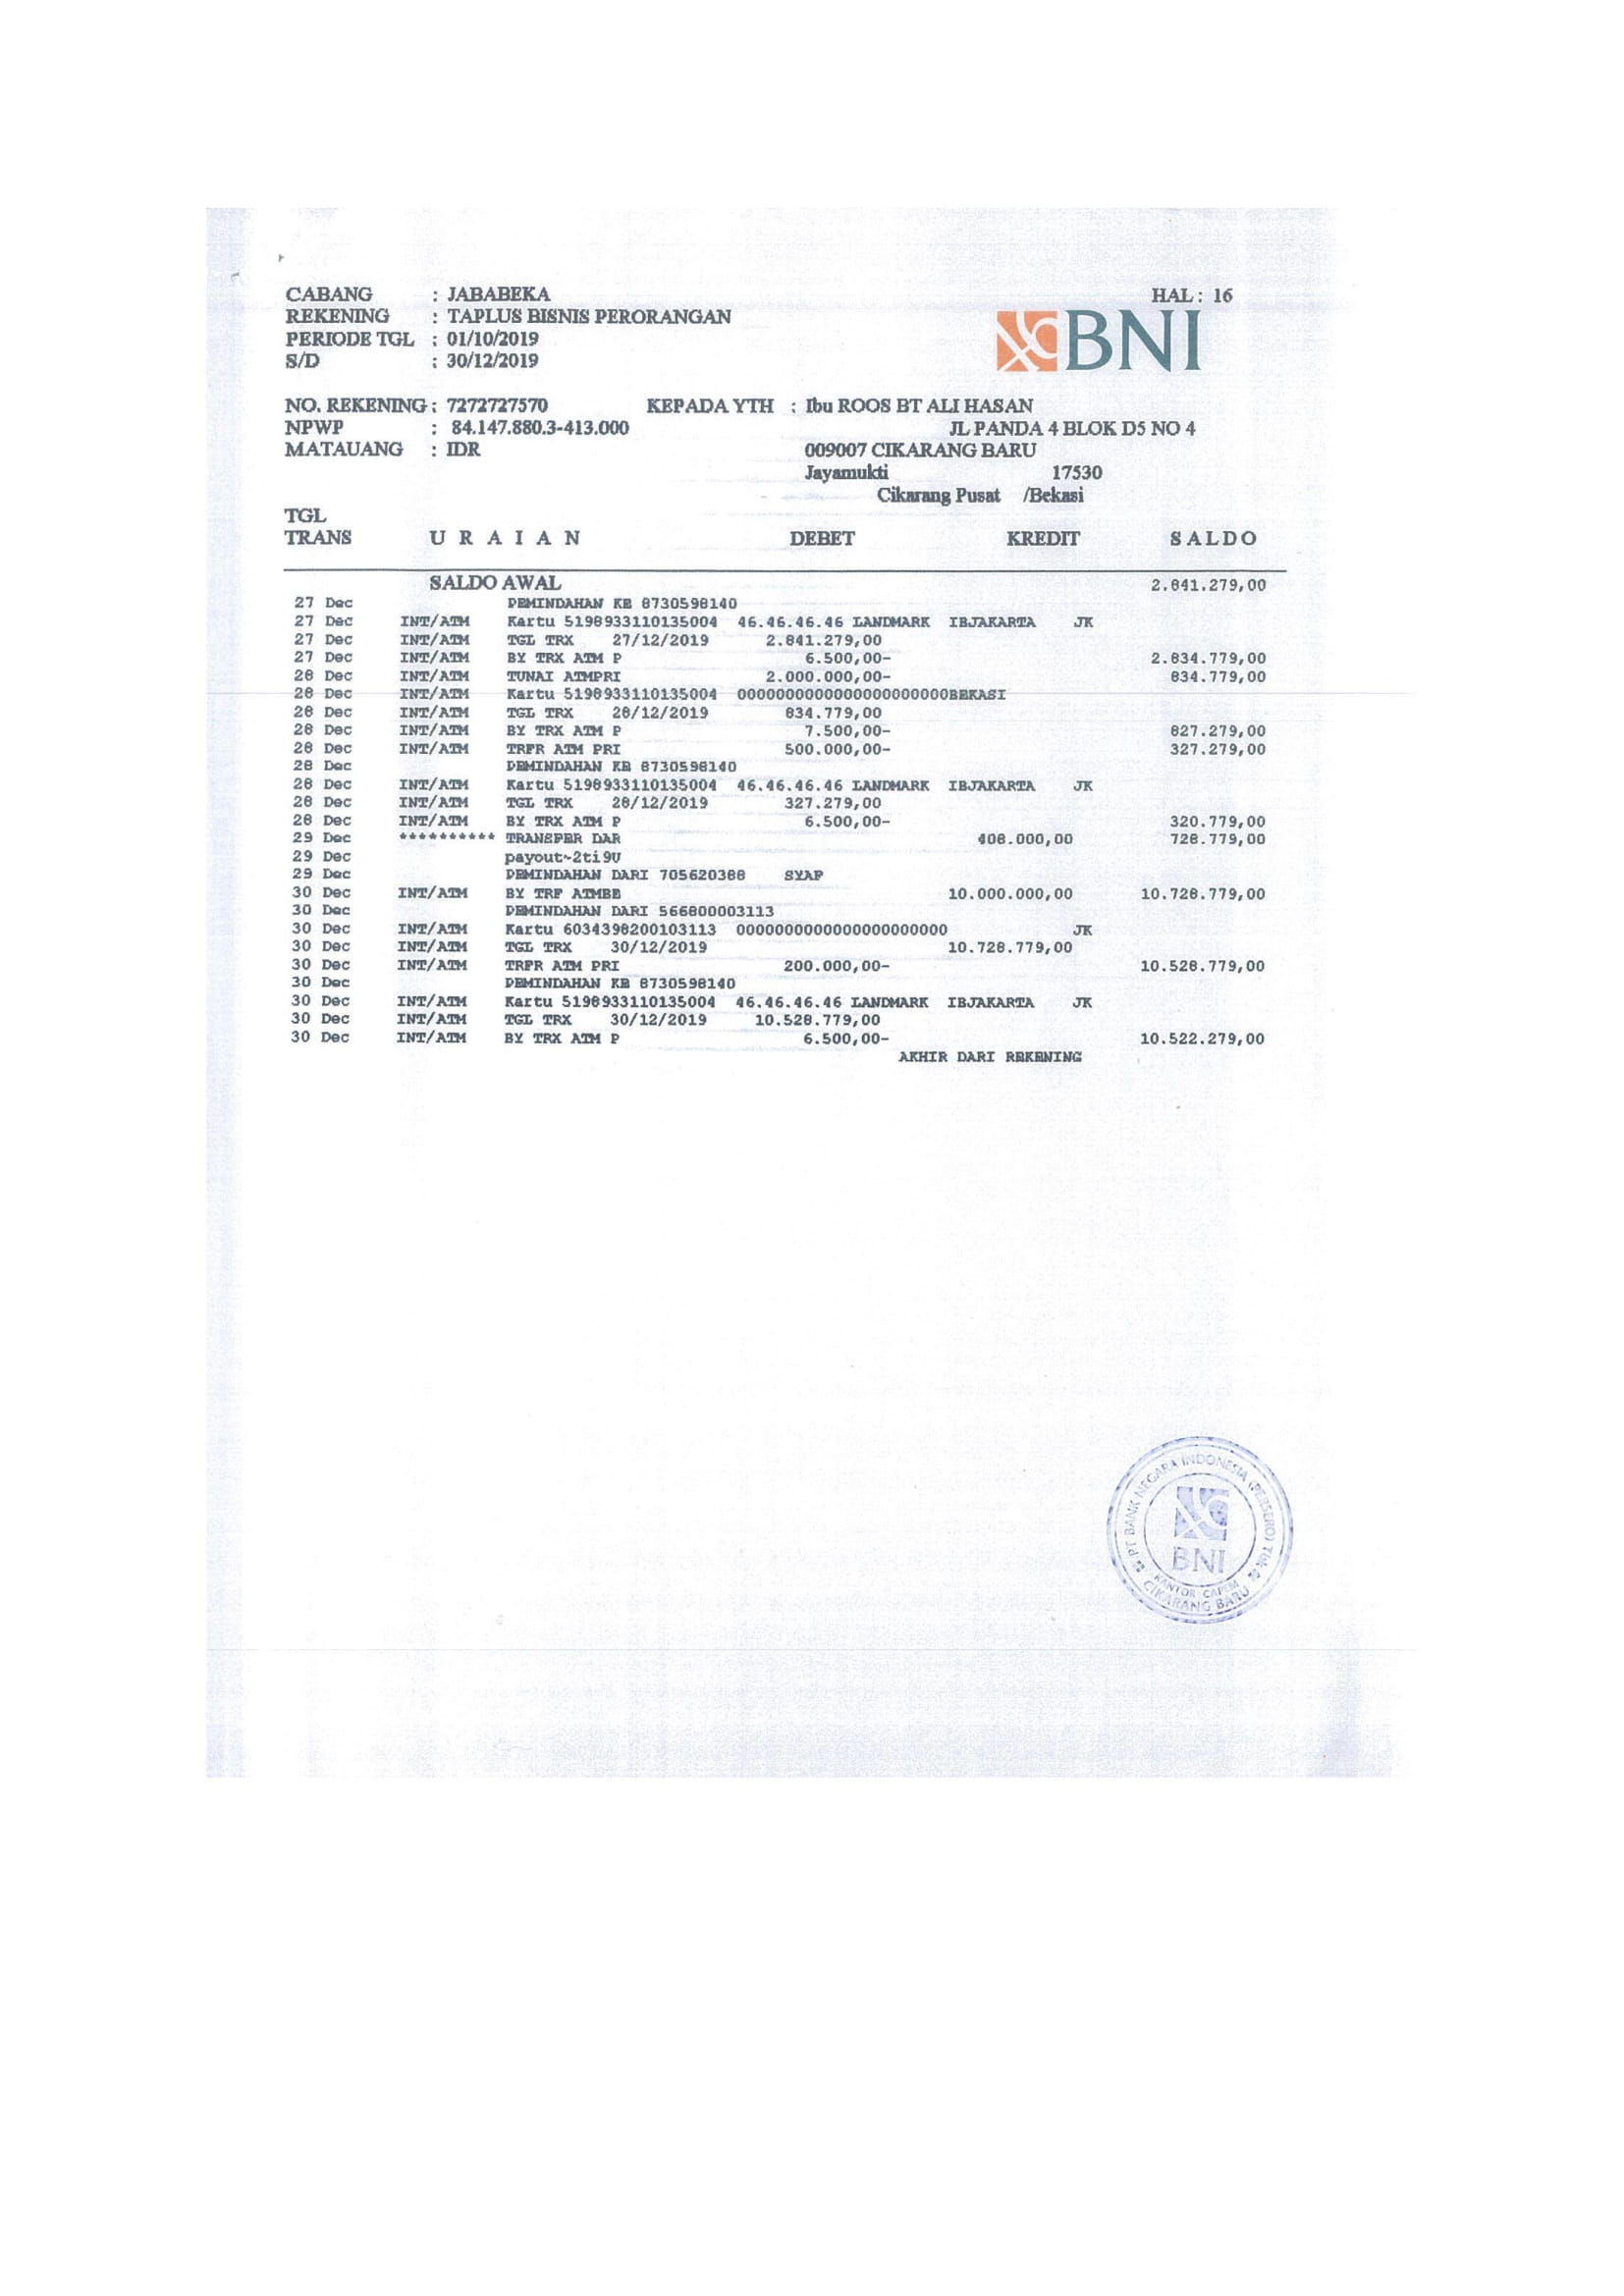 CABANG : JABABEKA HAL : 16
REKENING : TAPLUS BISNIS PERORANGAN
PERIODE TGL : 01/10/2019
S/D : 30/12/2019
BNI
NO. REKENING : 7272727570 KEPADA YTH : Ibu ROOS BT ALI HASAN
NPWP : 84.147.880.3-413.000 JL PANDA 4 BLOK D5 NO 4
MATAUANG : IDR 009007 CIKARANG BARU
Jayamukti 17530
Cikarang Pusat /Bekasi
TGL
TRANS U R A I A N DEBET KREDIT S A L D O
SALDO AWAL 2.841.279,00
27 Dec PEMINDAHAN KE 8730598140
27 Dec INT/ATM Kartu 5198933110135004 46.46.46.46 LANDMARK IBJAKARTA JK
27 Dec INT/ATM TGL TRX 27/12/2019 2.841.279,00
27 Dec INT/ATM BY TRX ATM P 6.500,00- 2.834.779,00
28 Dec INT/ATM TUNAI ATMPRI 2.000.000,00- 834.779,00
28 Dec INT/ATM Kartu 5198933110135004 0000000000000000000000BEKASI
28 Dec INT/ATM TGL TRX 28/12/2019 834.779,00
28 Dec INT/ATM BY TRX ATM P 7.500,00- 827.279,00
28 Dec INT/ATM TRFR ATM PRI 500.000,00- 327.279,00
28 Dec PEMINDAHAN KE 8730598140
28 Dec INT/ATM Kartu 5198933110135004 46.46.46.46 LANDMARK IBJAKARTA JK
28 Dec INT/ATM TGL TRX 28/12/2019 327.279,00
28 Dec INT/ATM BY TRX ATM P 6.500,00- 320.779,00
29 Dec ********** TRANSFER DAR 408.000,00 728.779,00
29 Dec payout~2ti9U
29 Dec PEMINDAHAN DARI 705620388 SYAF
30 Dec INT/ATM BY TRF ATMBE 10.000.000,00 10.728.779,00
30 Dec PEMINDAHAN DARI 566800003113
30 Dec INT/ATM Kartu 6034398200103113 0000000000000000000000 JK
30 Dec INT/ATM TGL TRX 30/12/2019 10.728.779,00
30 Dec INT/ATM TRFR ATM PRI 200.000,00- 10.528.779,00
30 Dec PEMINDAHAN KE 8730598140
30 Dec INT/ATM Kartu 5198933110135004 46.46.46.46 LANDMARK IBJAKARTA JK
30 Dec INT/ATM TGL TRX 30/12/2019 10.528.779,00
30 Dec INT/ATM BY TRX ATM P 6.500,00- 10.522.279,00
AKHIR DARI REKENING
PT BANK NEGARA INDONESIA (PERSERO) Tbk
BNI
KANTOR CAPEM
CIKARANG BARU